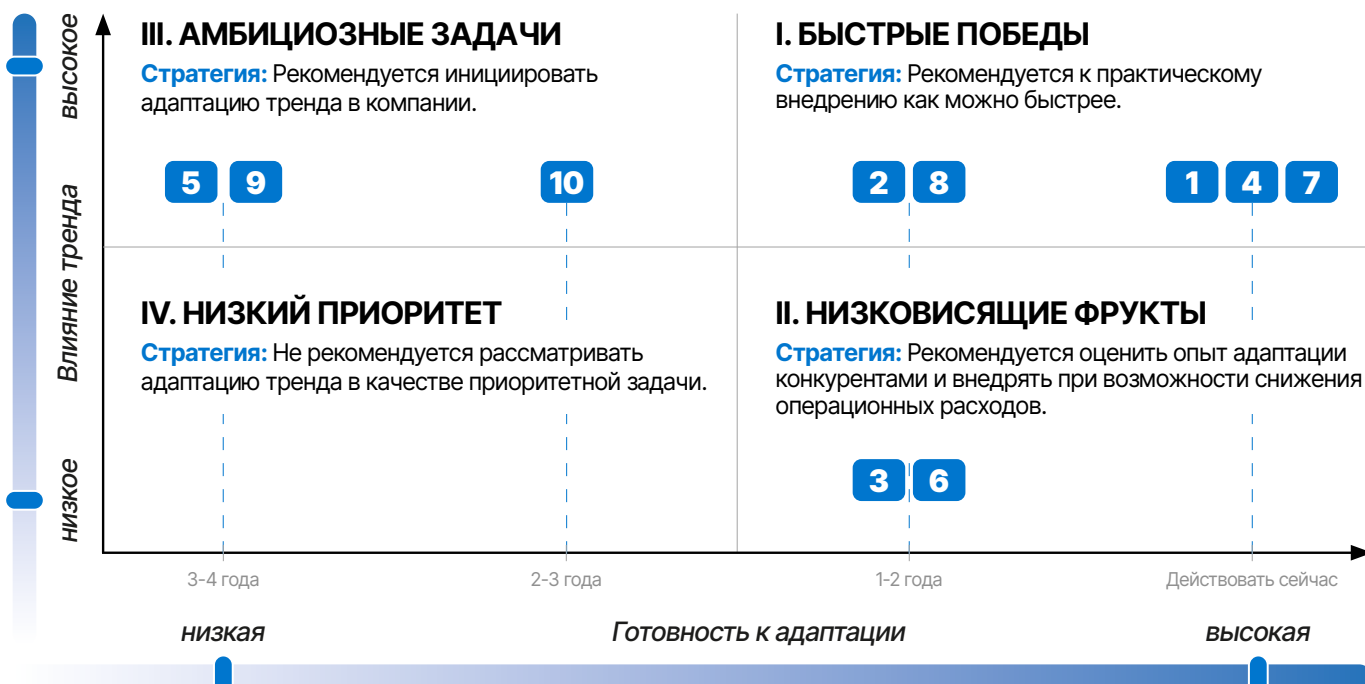 высокое
Влияние тренда
низкое
III. АМБИЦИОЗНЫЕ ЗАДАЧИ
Стратегия: Рекомендуется инициировать
адаптацию тренда в компании.
5 9
10
I. БЫСТРЫЕ ПОБЕДЫ
Стратегия: Рекомендуется к практическому
внедрению как можно быстрее.
2 8
1 4 7
IV. НИЗКИЙ ПРИОРИТЕТ
Стратегия: Не рекомендуется рассматривать
адаптацию тренда в качестве приоритетной задачи.
II. НИЗКОВИСЯЩИЕ ФРУКТЫ
Стратегия: Рекомендуется оценить опыт адаптации
конкурентами и внедрять при возможности снижения
операционных расходов.
3 6
3-4 года
2-3 года
1-2 года
Действовать сейчас
низкая
Готовность к адаптации
высокая